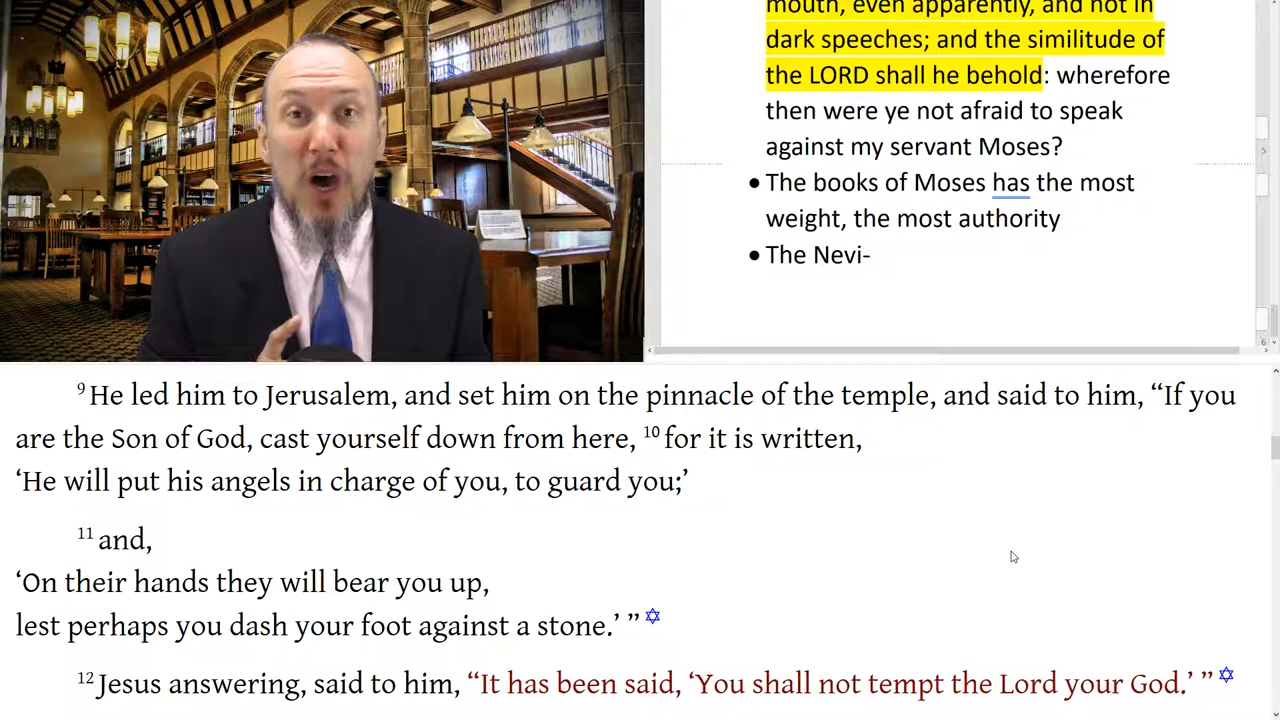 mouth, even apparently, and not in
dark speeches; and the similitude of
the LORD shall he behold: wherefore
then were ye not afraid to speak
against my servant Moses?
• The books of Moses has the most
weight, the most authority
• The Nevi-
5
6
9 He led him to Jerusalem, and set him on the pinnacle of the temple, and said to him, “If you
are the Son of God, cast yourself down from here, 10 for it is written,
‘He will put his angels in charge of you, to guard you;’
11 and,
‘On their hands they will bear you up,
lest perhaps you dash your foot against a stone.’ ”✡
12 Jesus answering, said to him, “It has been said, ‘You shall not tempt the Lord your God.’ ”✡